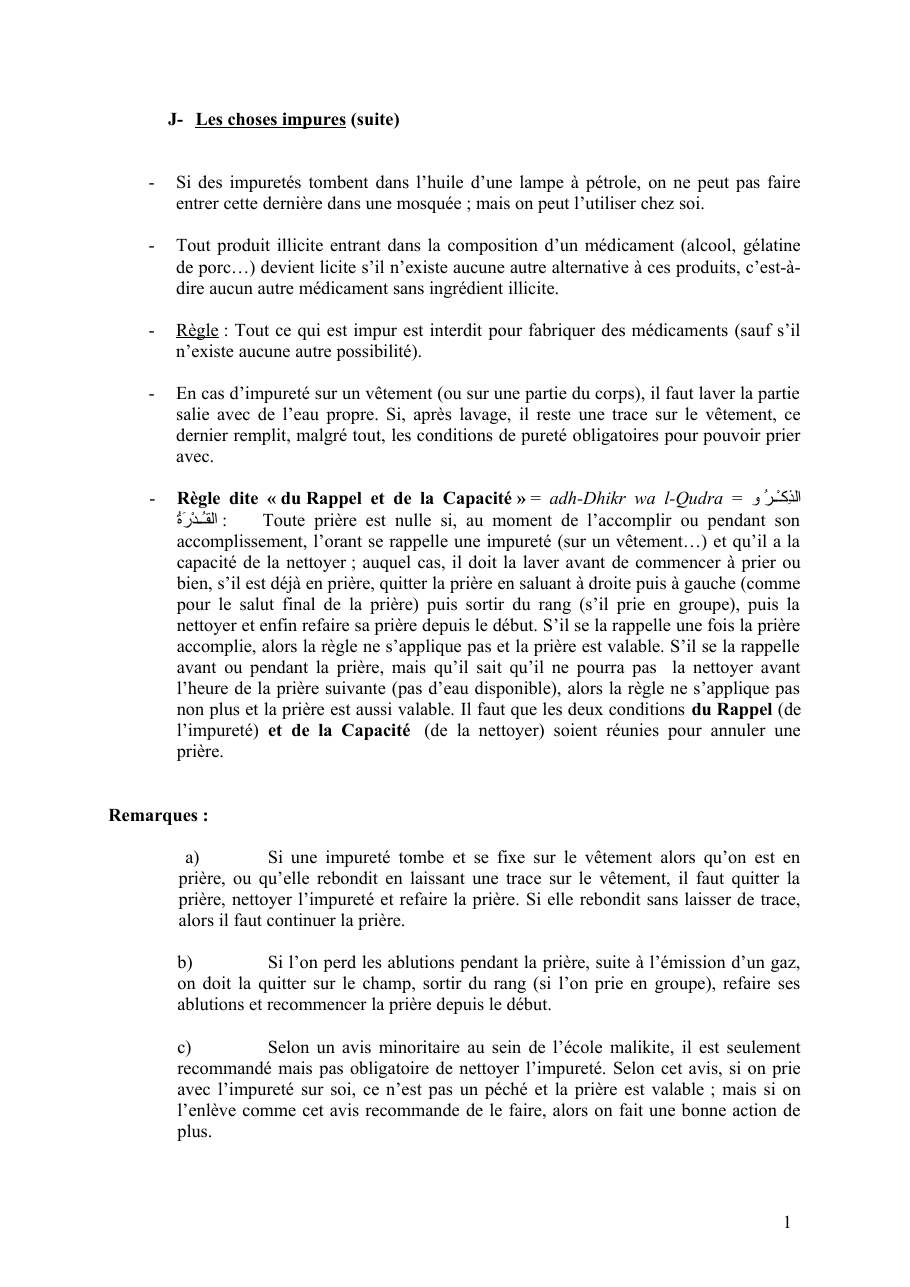 J- Les choses impures (suite)
- Si des impuretés tombent dans l’huile d’une lampe à pétrole, on ne peut pas faire
entrer cette dernière dans une mosquée ; mais on peut l’utiliser chez soi.
- Tout produit illicite entrant dans la composition d’un médicament (alcool, gélatine
de porc…) devient licite s’il n’existe aucune autre alternative à ces produits, c’est-à-
dire aucun autre médicament sans ingrédient illicite.
- Règle : Tout ce qui est impur est interdit pour fabriquer des médicaments (sauf s’il
n’existe aucune autre possibilité).
- En cas d’impureté sur un vêtement (ou sur une partie du corps), il faut laver la partie
salie avec de l’eau propre. Si, après lavage, il reste une trace sur le vêtement, ce
dernier remplit, malgré tout, les conditions de pureté obligatoires pour pouvoir prier
avec.
- Règle dite « du Rappel et de la Capacité » = adh-Dhikr wa l-Qudra = الذِكـْـرُ و
القـُـدْرَةُ : Toute prière est nulle si, au moment de l’accomplir ou pendant son
accomplissement, l’orant se rappelle une impureté (sur un vêtement…) et qu’il a la
capacité de la nettoyer ; auquel cas, il doit la laver avant de commencer à prier ou
bien, s’il est déjà en prière, quitter la prière en saluant à droite puis à gauche (comme
pour le salut final de la prière) puis sortir du rang (s’il prie en groupe), puis la
nettoyer et enfin refaire sa prière depuis le début. S’il se la rappelle une fois la prière
accomplie, alors la règle ne s’applique pas et la prière est valable. S’il se la rappelle
avant ou pendant la prière, mais qu’il sait qu’il ne pourra pas la nettoyer avant
l’heure de la prière suivante (pas d’eau disponible), alors la règle ne s’applique pas
non plus et la prière est aussi valable. Il faut que les deux conditions du Rappel (de
l’impureté) et de la Capacité (de la nettoyer) soient réunies pour annuler une
prière.
Remarques :
a) Si une impureté tombe et se fixe sur le vêtement alors qu’on est en
prière, ou qu’elle rebondit en laissant une trace sur le vêtement, il faut quitter la
prière, nettoyer l’impureté et refaire la prière. Si elle rebondit sans laisser de trace,
alors il faut continuer la prière.
b) Si l’on perd les ablutions pendant la prière, suite à l’émission d’un gaz,
on doit la quitter sur le champ, sortir du rang (si l’on prie en groupe), refaire ses
ablutions et recommencer la prière depuis le début.
c) Selon un avis minoritaire au sein de l’école malikite, il est seulement
recommandé mais pas obligatoire de nettoyer l’impureté. Selon cet avis, si on prie
avec l’impureté sur soi, ce n’est pas un péché et la prière est valable ; mais si on
l’enlève comme cet avis recommande de le faire, alors on fait une bonne action de
plus.
1